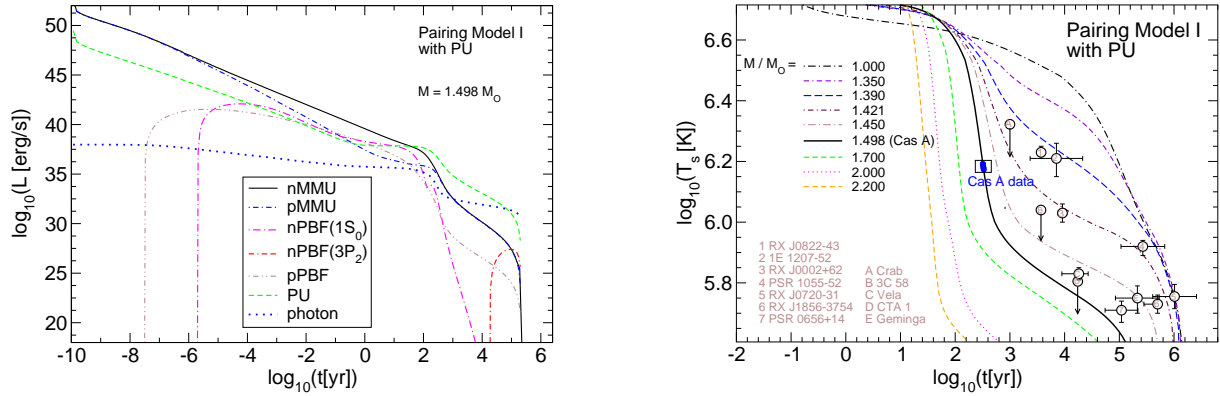 Pairing Model I
with PU
M = 1.498 M_O
log10(L [erg/s])
50
45
40
35
30
25
20
nMMU
pMMU
nPBF(1S_0)
nPBF(3P_2)
pPBF
PU
photon
-10 -8 -6 -4 -2 0 2 4 6
log10(t[yr])
Pairing Model I
with PU
log10(T_s [K])
6.6
6.4
6.2
6.0
5.8
M / M_O =
1.000
1.350
1.390
1.421
1.450
1.498 (Cas A)
1.700
2.000
2.200
Cas A data
1 RX J0822-43
2 1E 1207-52
3 RX J0002+62
4 PSR 1055-52
5 RX J0720-31
6 RX J1856-3754
7 PSR 0656+14
A Crab
B 3C 58
C Vela
D CTA 1
E Geminga
-2 -1 0 1 2 3 4 5 6
log10(t[yr])